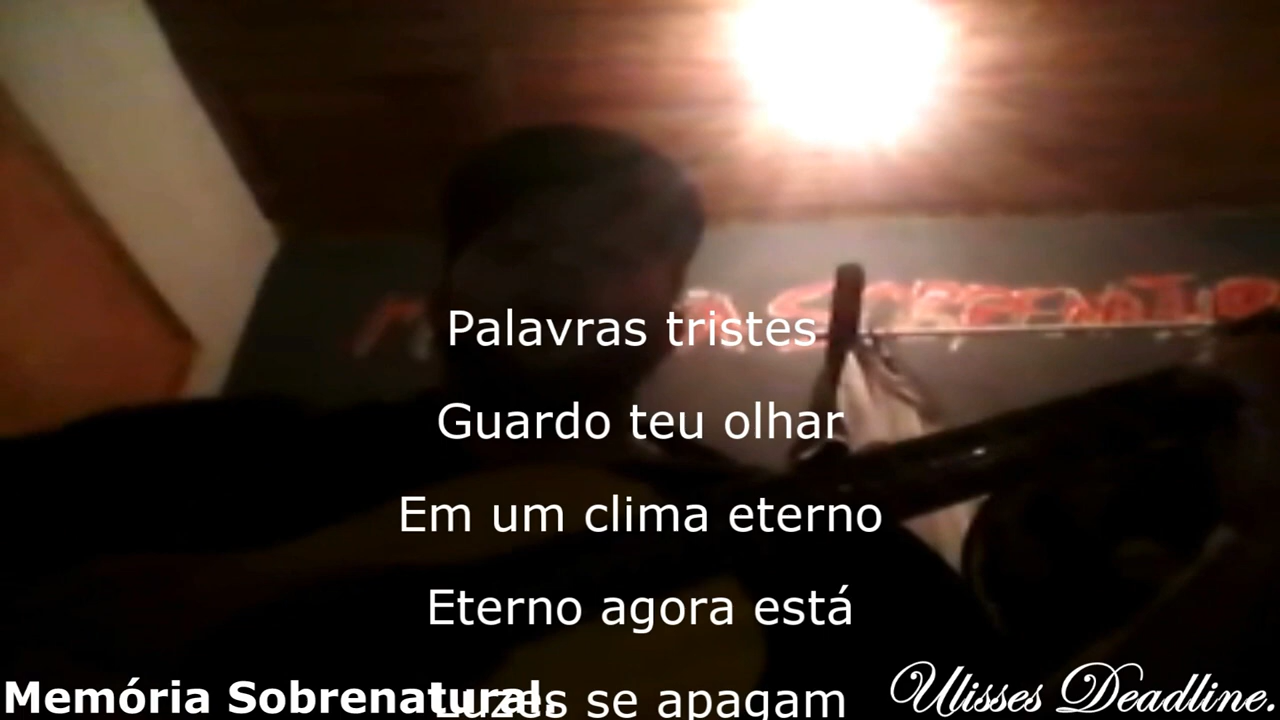 SOBRENATUR
Palavras tristes
Guardo teu olhar
Em um clima eterno
Eterno agora está
Luzes se apagam
Memória Sobrenatural.
Ulisses Deadline.